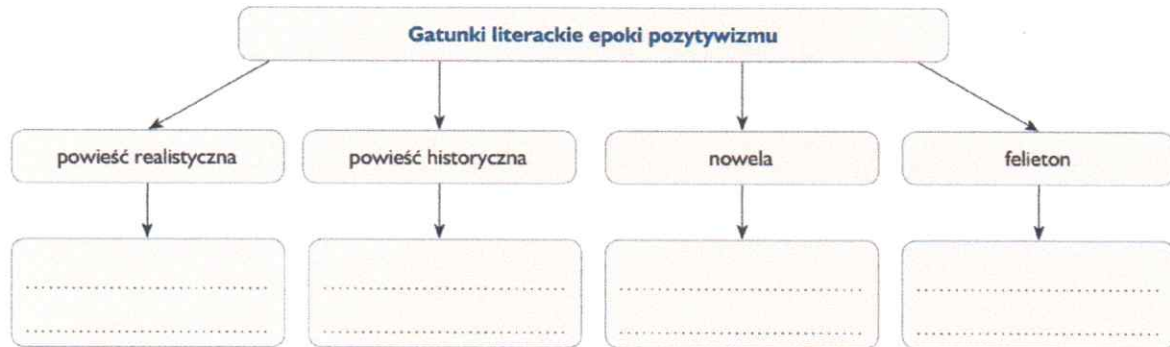 Gatunki literackie epoki pozytywizmu
powieść realistyczna
powieść historyczna
nowela
felieton